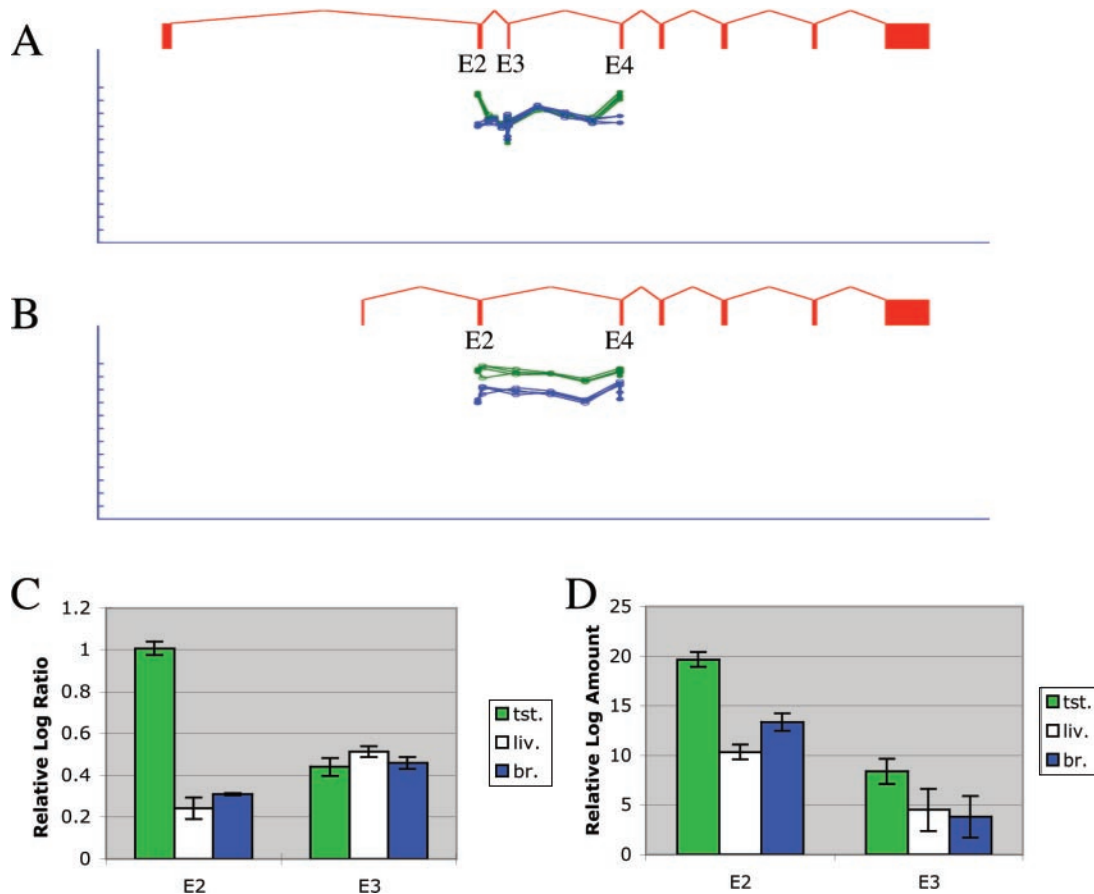 A
E2 E3 E4
B
E2 E4
C
1.2
1
0.8
0.6
0.4
0.2
0
Relative Log Ratio
E2 E3
tst.
liv.
br.
D
25
20
15
10
5
0
Relative Log Amount
E2 E3
tst.
liv.
br.